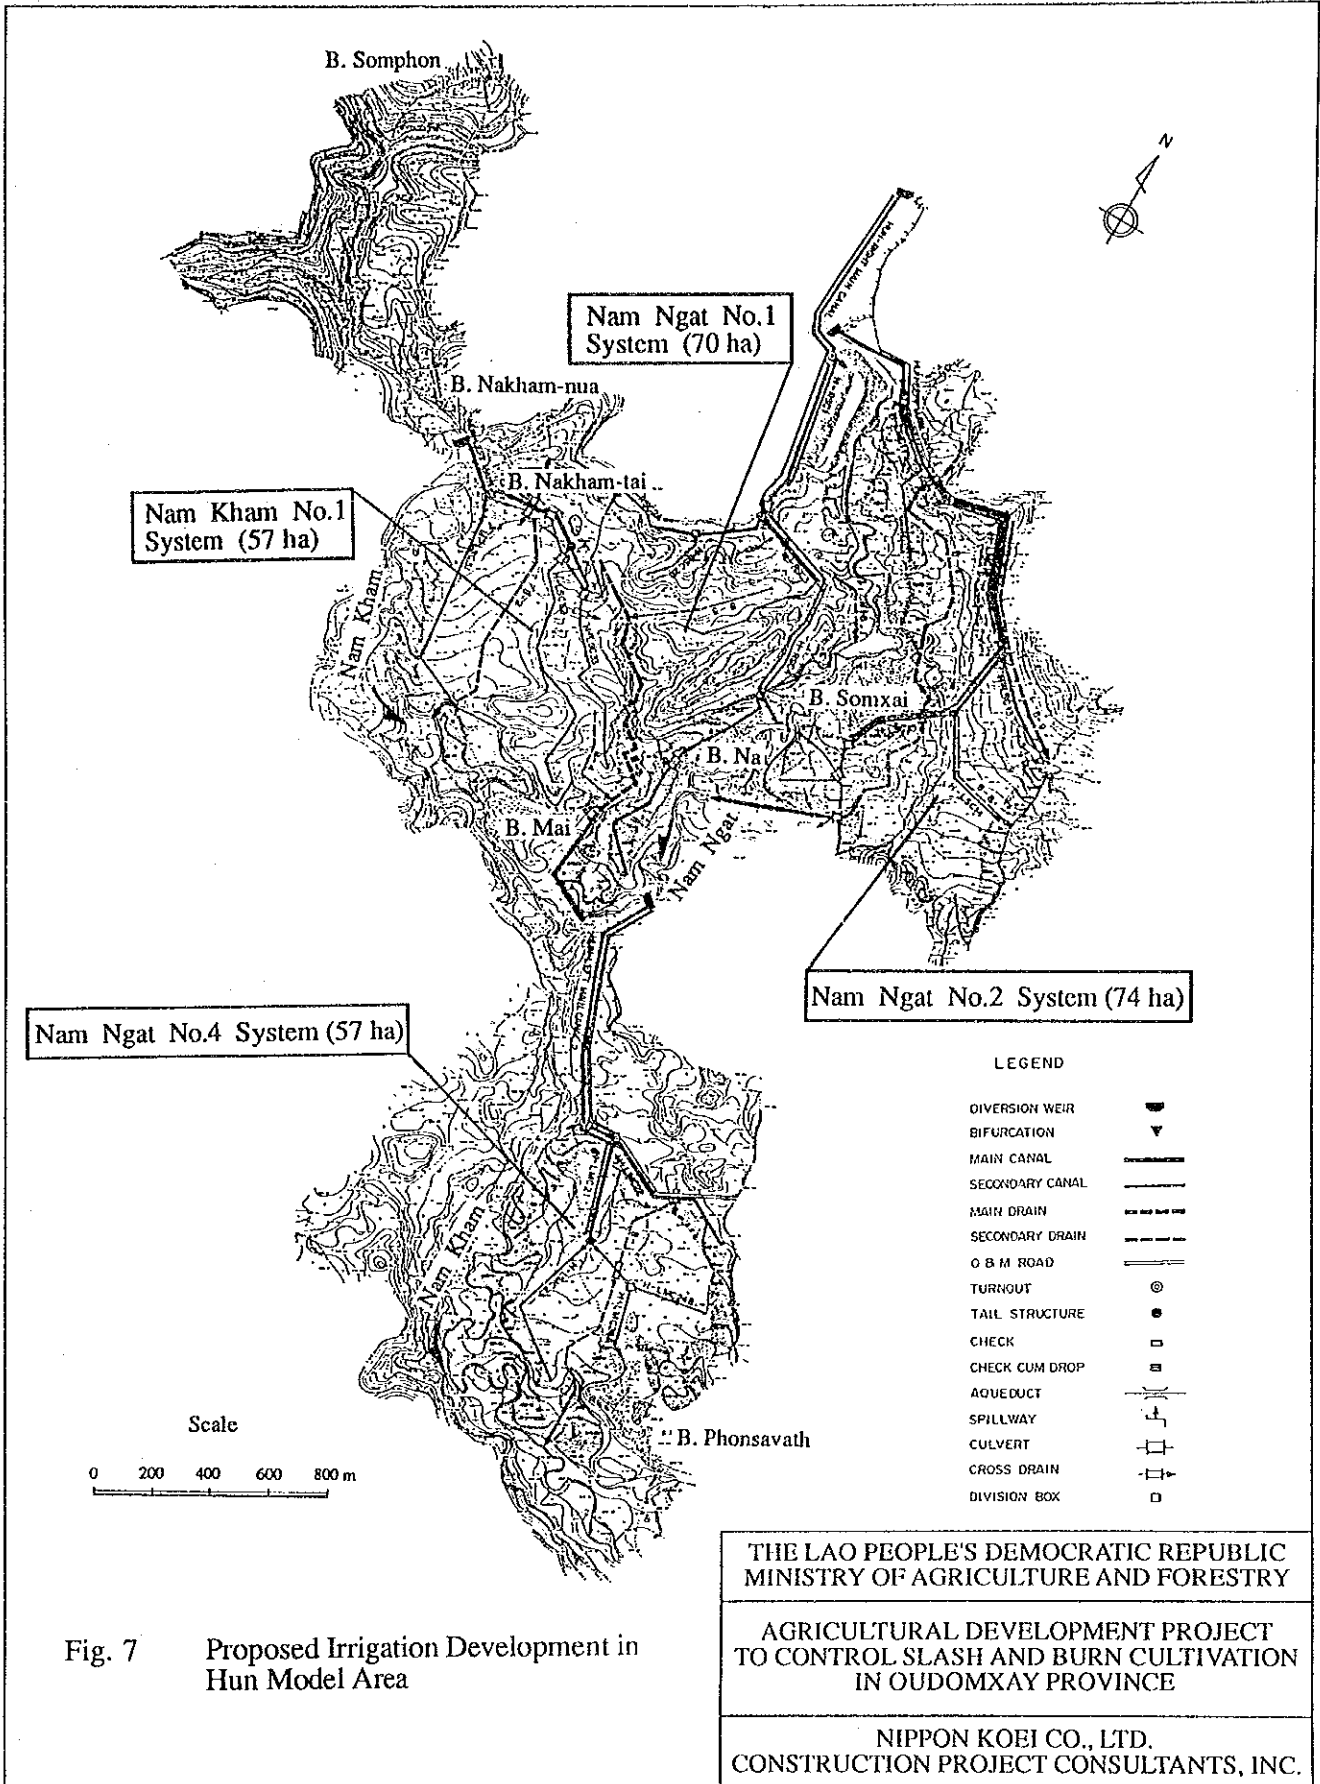 B. Somphon
N
Nam Ngat No.1
System (70 ha)
B. Nakham-nua
B. Nakham-tai
Nam Kham No.1
System (57 ha)
Nam Kham
B. Somxai
B. Na
B. Mai
Nam Ngat
Nam Ngat No.2 System (74 ha)
Nam Ngat No.4 System (57 ha)
Nam Kham
B. Phonsavath
LEGEND
DIVERSION WEIR
BIFURCATION
MAIN CANAL
SECONDARY CANAL
MAIN DRAIN
SECONDARY DRAIN
O & M ROAD
TURNOUT
TAIL STRUCTURE
CHECK
CHECK CUM DROP
AQUEDUCT
SPILLWAY
CULVERT
CROSS DRAIN
DIVISION BOX
Scale
0 200 400 600 800 m
Fig. 7 Proposed Irrigation Development in
Hun Model Area
THE LAO PEOPLE'S DEMOCRATIC REPUBLIC
MINISTRY OF AGRICULTURE AND FORESTRY
AGRICULTURAL DEVELOPMENT PROJECT
TO CONTROL SLASH AND BURN CULTIVATION
IN OUDOMXAY PROVINCE
NIPPON KOEI CO., LTD.
CONSTRUCTION PROJECT CONSULTANTS, INC.